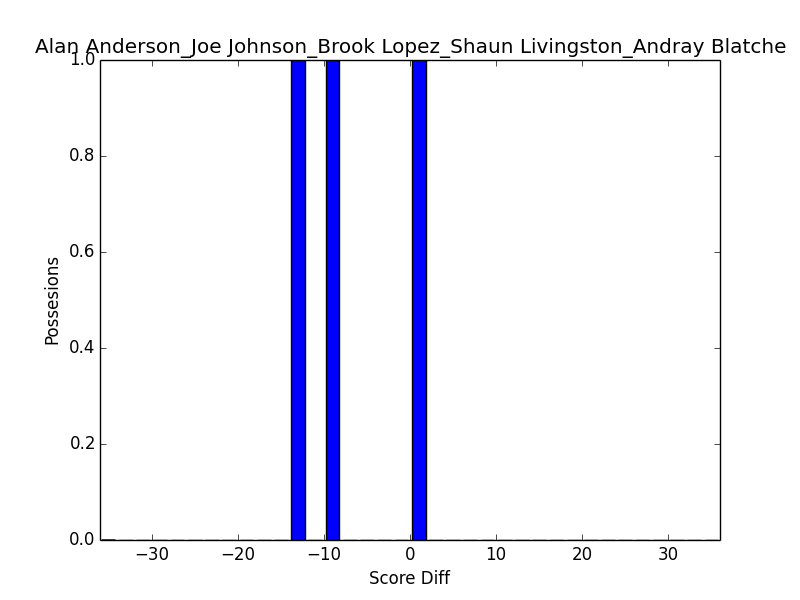 Alan Anderson_Joe Johnson_Brook Lopez_Shaun Livingston_Andray Blatche
1.0
0.8
0.6
0.4
0.2
0.0
Possesions
−30 −20 −10 0 10 20 30
Score Diff